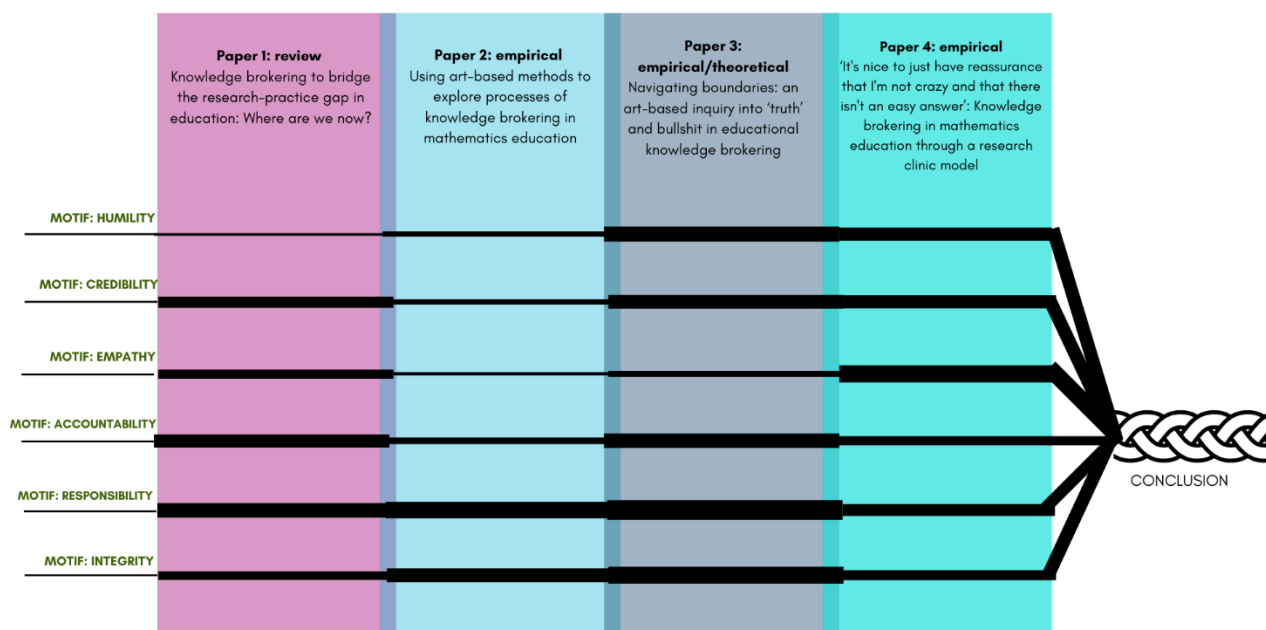 Paper 1: review
Knowledge brokering to bridge
the research-practice gap in
education: Where are we now?
Paper 2: empirical
Using art-based methods to
explore processes of
knowledge brokering in
mathematics education
Paper 3:
empirical/theoretical
Navigating boundaries: an
art-based inquiry into ‘truth’
and bullshit in educational
knowledge brokering
Paper 4: empirical
‘It's nice to just have reassurance
that I'm not crazy and that there
isn't an easy answer’: Knowledge
brokering in mathematics
education through a research
clinic model
MOTIF: HUMILITY
MOTIF: CREDIBILITY
MOTIF: EMPATHY
MOTIF: ACCOUNTABILITY
MOTIF: RESPONSIBILITY
MOTIF: INTEGRITY
CONCLUSION